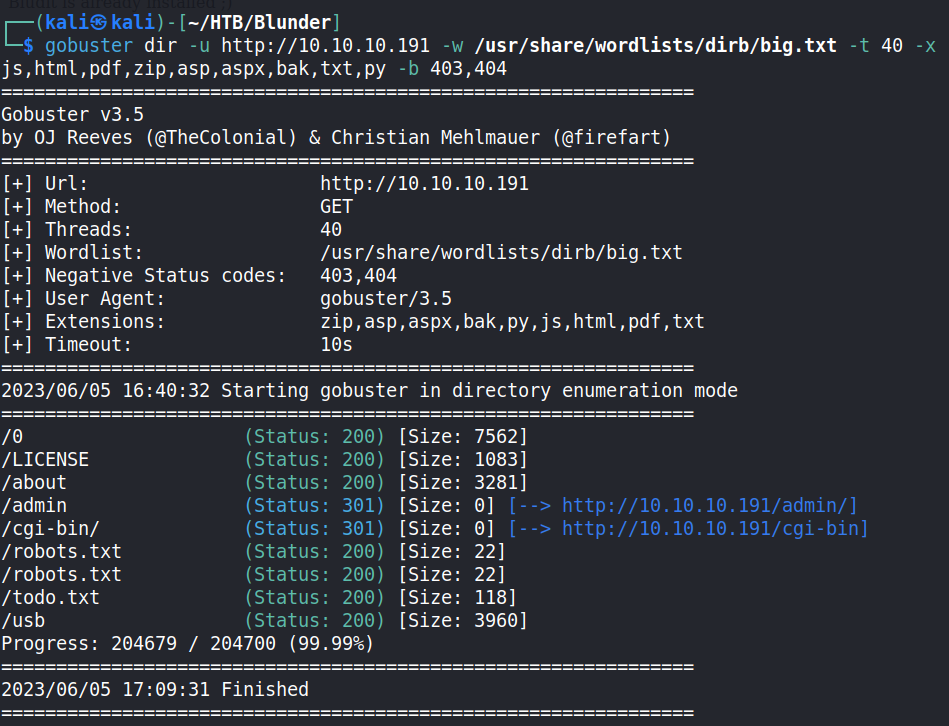 Bludit is already installed ;)
┌──(kali㉿kali)-[~/HTB/Blunder]
└─$ gobuster dir -u http://10.10.10.191 -w /usr/share/wordlists/dirb/big.txt -t 40 -x
js,html,pdf,zip,asp,aspx,bak,txt,py -b 403,404
===============================================================
Gobuster v3.5
by OJ Reeves (@TheColonial) & Christian Mehlmauer (@firefart)
===============================================================
[+] Url:                     http://10.10.10.191
[+] Method:                  GET
[+] Threads:                 40
[+] Wordlist:                /usr/share/wordlists/dirb/big.txt
[+] Negative Status codes:   403,404
[+] User Agent:              gobuster/3.5
[+] Extensions:              zip,asp,aspx,bak,py,js,html,pdf,txt
[+] Timeout:                 10s
===============================================================
2023/06/05 16:40:32 Starting gobuster in directory enumeration mode
===============================================================
/0                    (Status: 200) [Size: 7562]
/LICENSE              (Status: 200) [Size: 1083]
/about                (Status: 200) [Size: 3281]
/admin                (Status: 301) [Size: 0] [--> http://10.10.10.191/admin/]
/cgi-bin/             (Status: 301) [Size: 0] [--> http://10.10.10.191/cgi-bin]
/robots.txt           (Status: 200) [Size: 22]
/robots.txt           (Status: 200) [Size: 22]
/todo.txt             (Status: 200) [Size: 118]
/usb                  (Status: 200) [Size: 3960]
Progress: 204679 / 204700 (99.99%)
===============================================================
2023/06/05 17:09:31 Finished
===============================================================